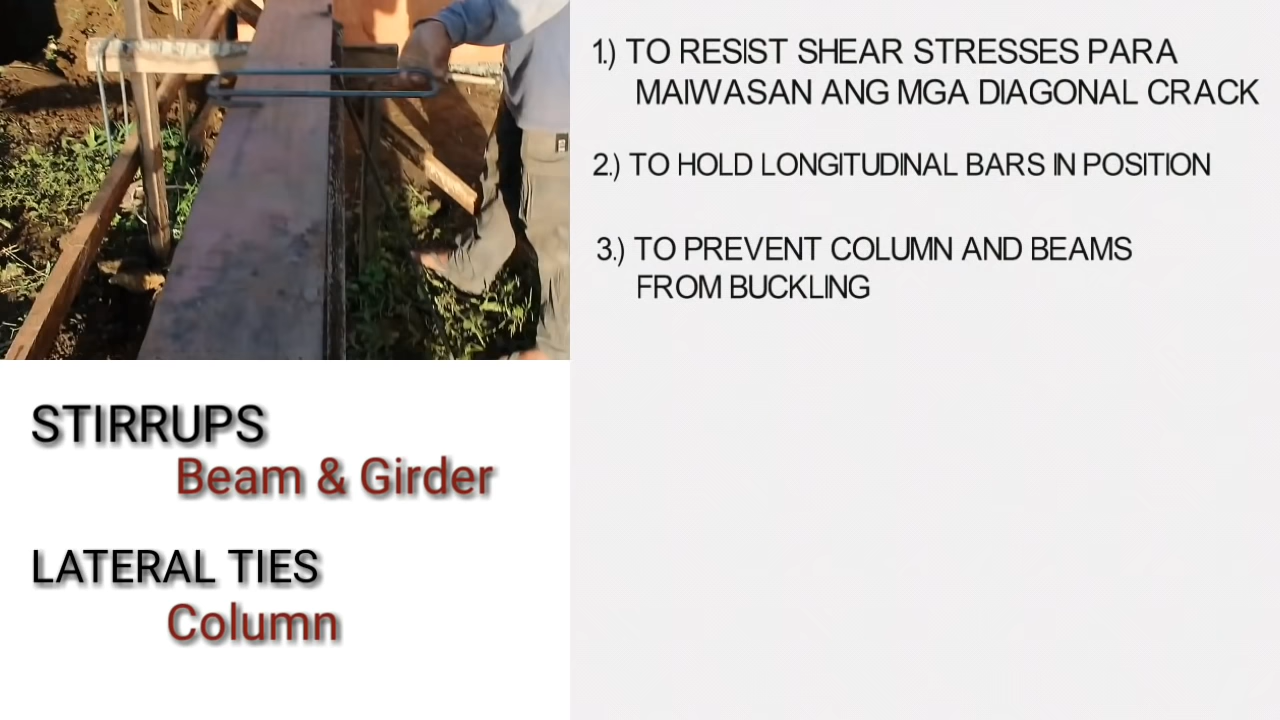 1.) TO RESIST SHEAR STRESSES PARA
MAIWASAN ANG MGA DIAGONAL CRACK
2.) TO HOLD LONGITUDINAL BARS IN POSITION
3.) TO PREVENT COLUMN AND BEAMS
FROM BUCKLING
STIRRUPS
Beam & Girder
LATERAL TIES
Column